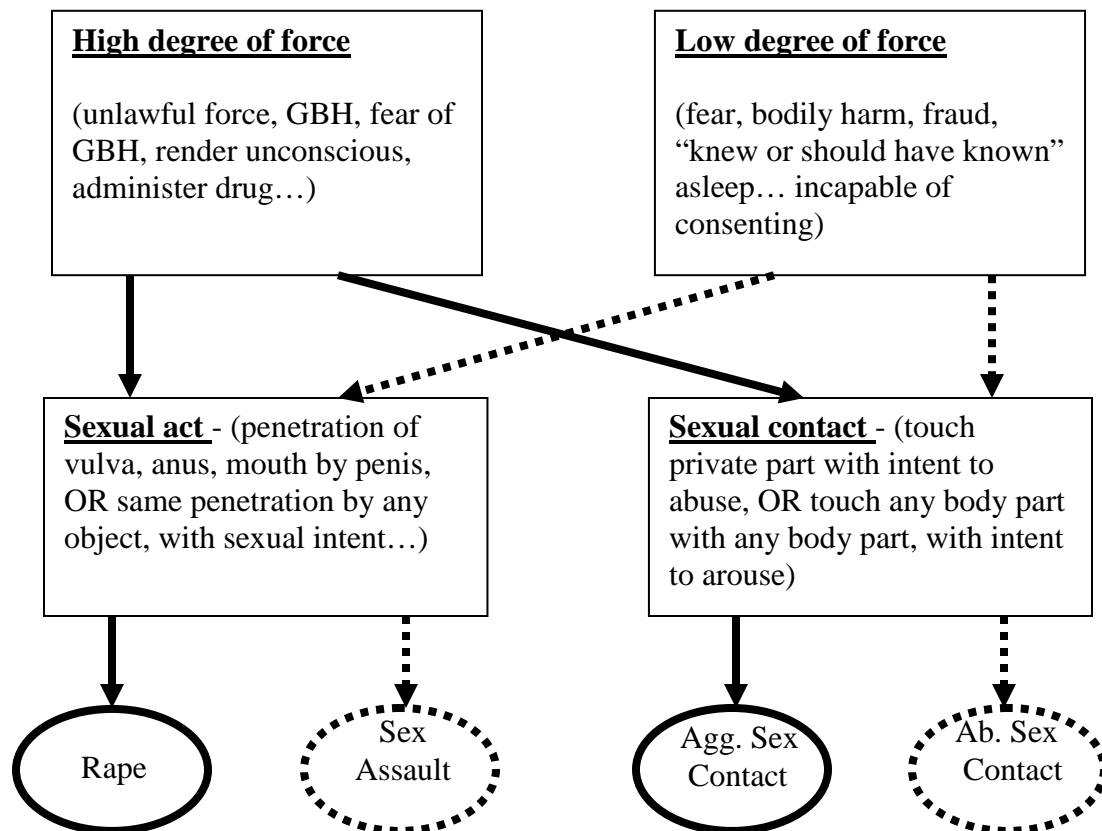 High degree of force
(unlawful force, GBH, fear of
GBH, render unconscious,
administer drug…)
Low degree of force
(fear, bodily harm, fraud,
“knew or should have known”
asleep… incapable of
consenting)
Sexual act - (penetration of
vulva, anus, mouth by penis,
OR same penetration by any
object, with sexual intent…)
Sexual contact - (touch
private part with intent to
abuse, OR touch any body part
with any body part, with intent
to arouse)
Rape
Sex
Assault
Agg. Sex
Contact
Ab. Sex
Contact